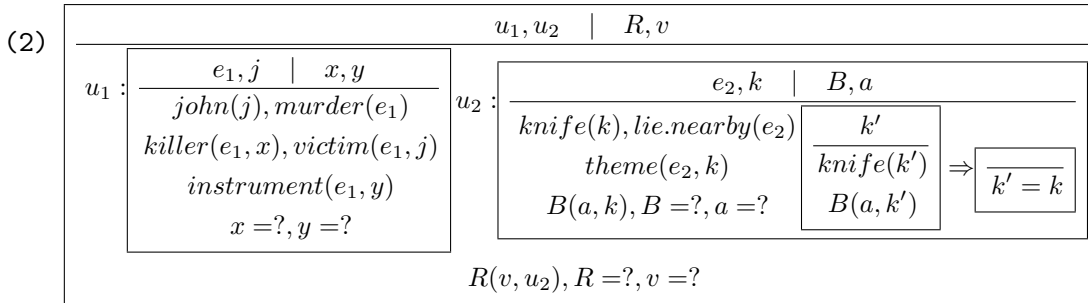 (2)
u₁, u₂ | R, v
u₁ :
e₁, j | x, y
john(j), murder(e₁)
killer(e₁, x), victim(e₁, j)
instrument(e₁, y)
x =?, y =?
u₂ :
e₂, k | B, a
knife(k), lie.nearby(e₂)
theme(e₂, k)
B(a, k), B =?, a =?
k′
knife(k′)
B(a, k′)
⇒
k′ = k
R(v, u₂), R =?, v =?